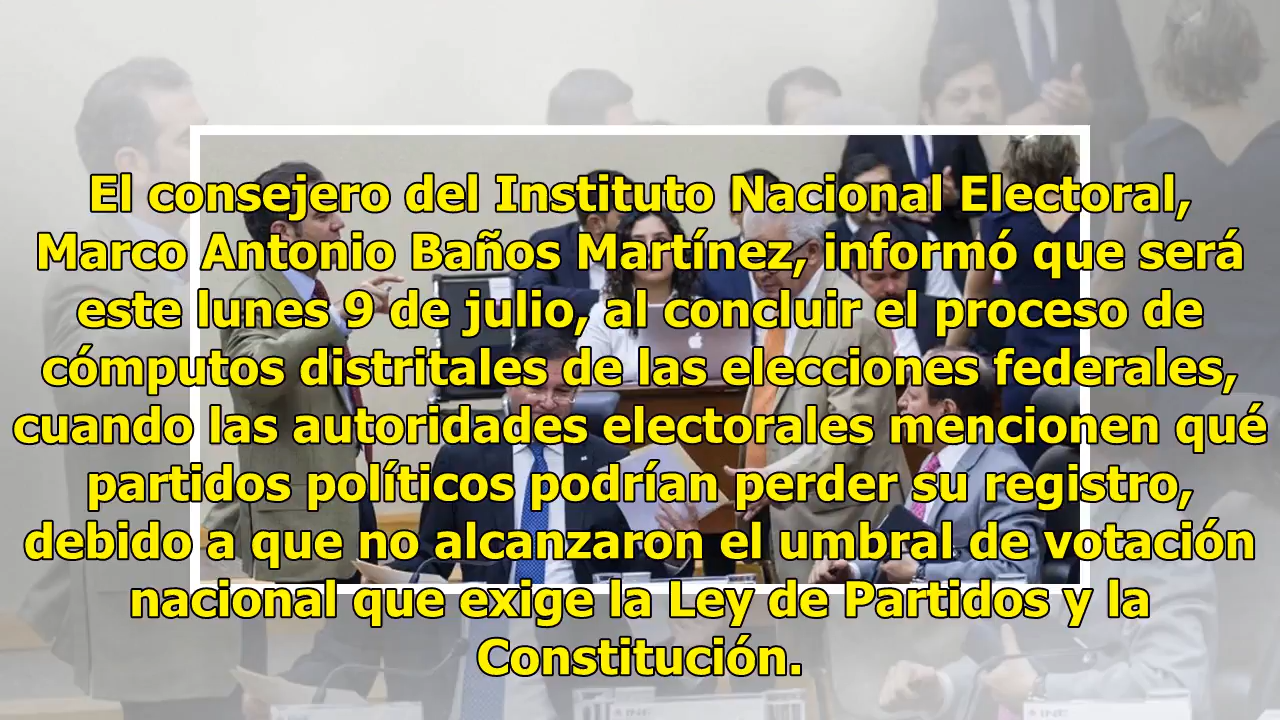 El consejero del Instituto Nacional Electoral,
Marco Antonio Baños Martínez, informó que será
este lunes 9 de julio, al concluir el proceso de
cómputos distritales de las elecciones federales,
cuando las autoridades electorales mencionen qué
partidos políticos podrían perder su registro,
debido a que no alcanzaron el umbral de votación
nacional que exige la Ley de Partidos y la
Constitución.
INE
INE
INE